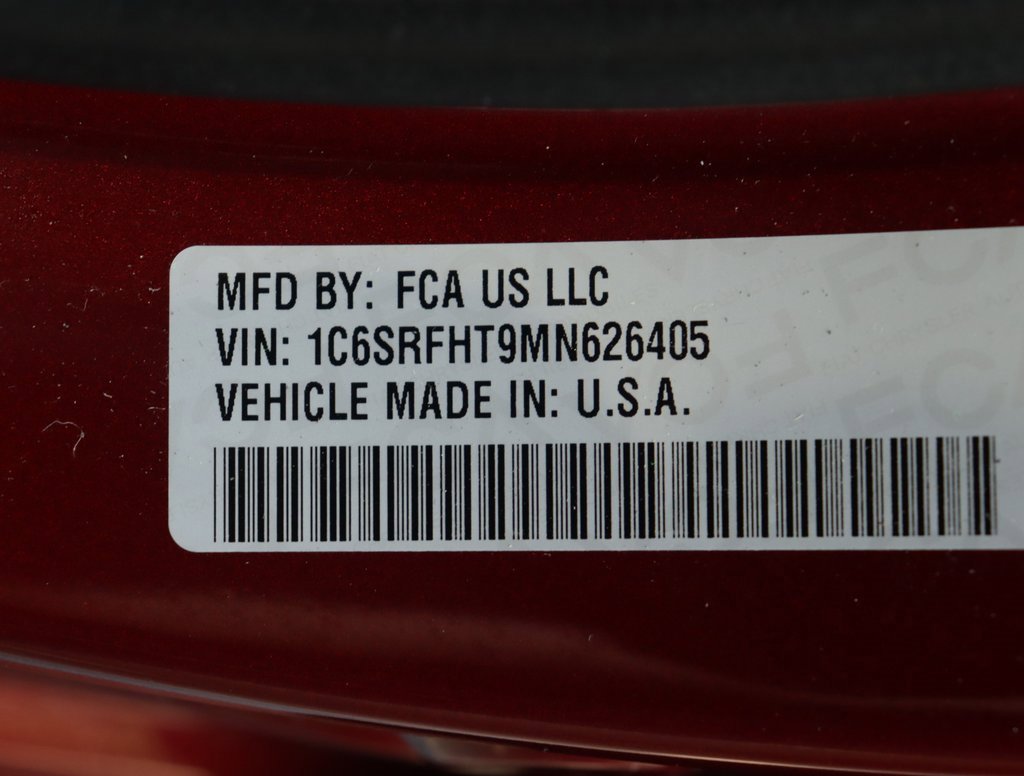 MFD BY: FCA US LLC
VIN: 1C6SRFHT9MN626405
VEHICLE MADE IN: U.S.A.